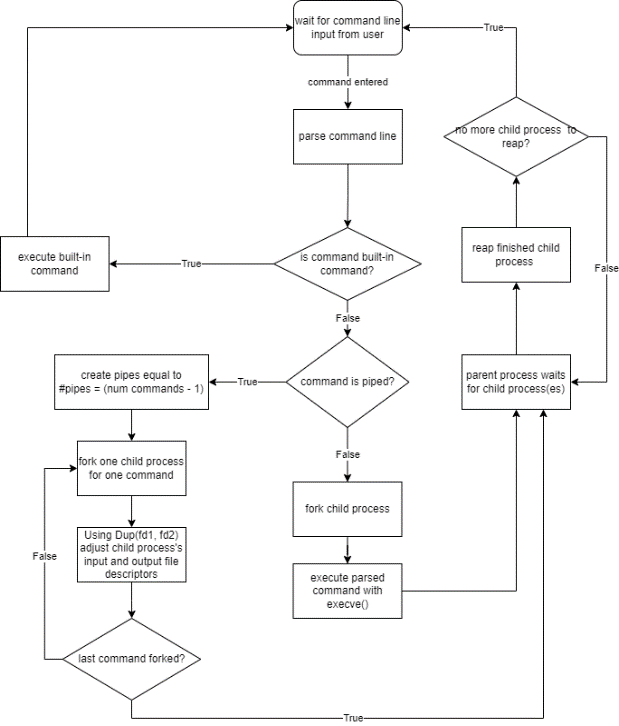 wait for command line
input from user
True
command entered
parse command line
no more child process to
reap?
execute built-in
command
True
is command built-in
command?
reap finished child
process
False
False
create pipes equal to
#pipes = (num commands - 1)
True
command is piped?
parent process waits
for child process(es)
fork one child process
for one command
False
fork child process
Using Dup(fd1, fd2)
adjust child process's
input and output file
descriptors
False
execute parsed
command with
execve()
last command forked?
True